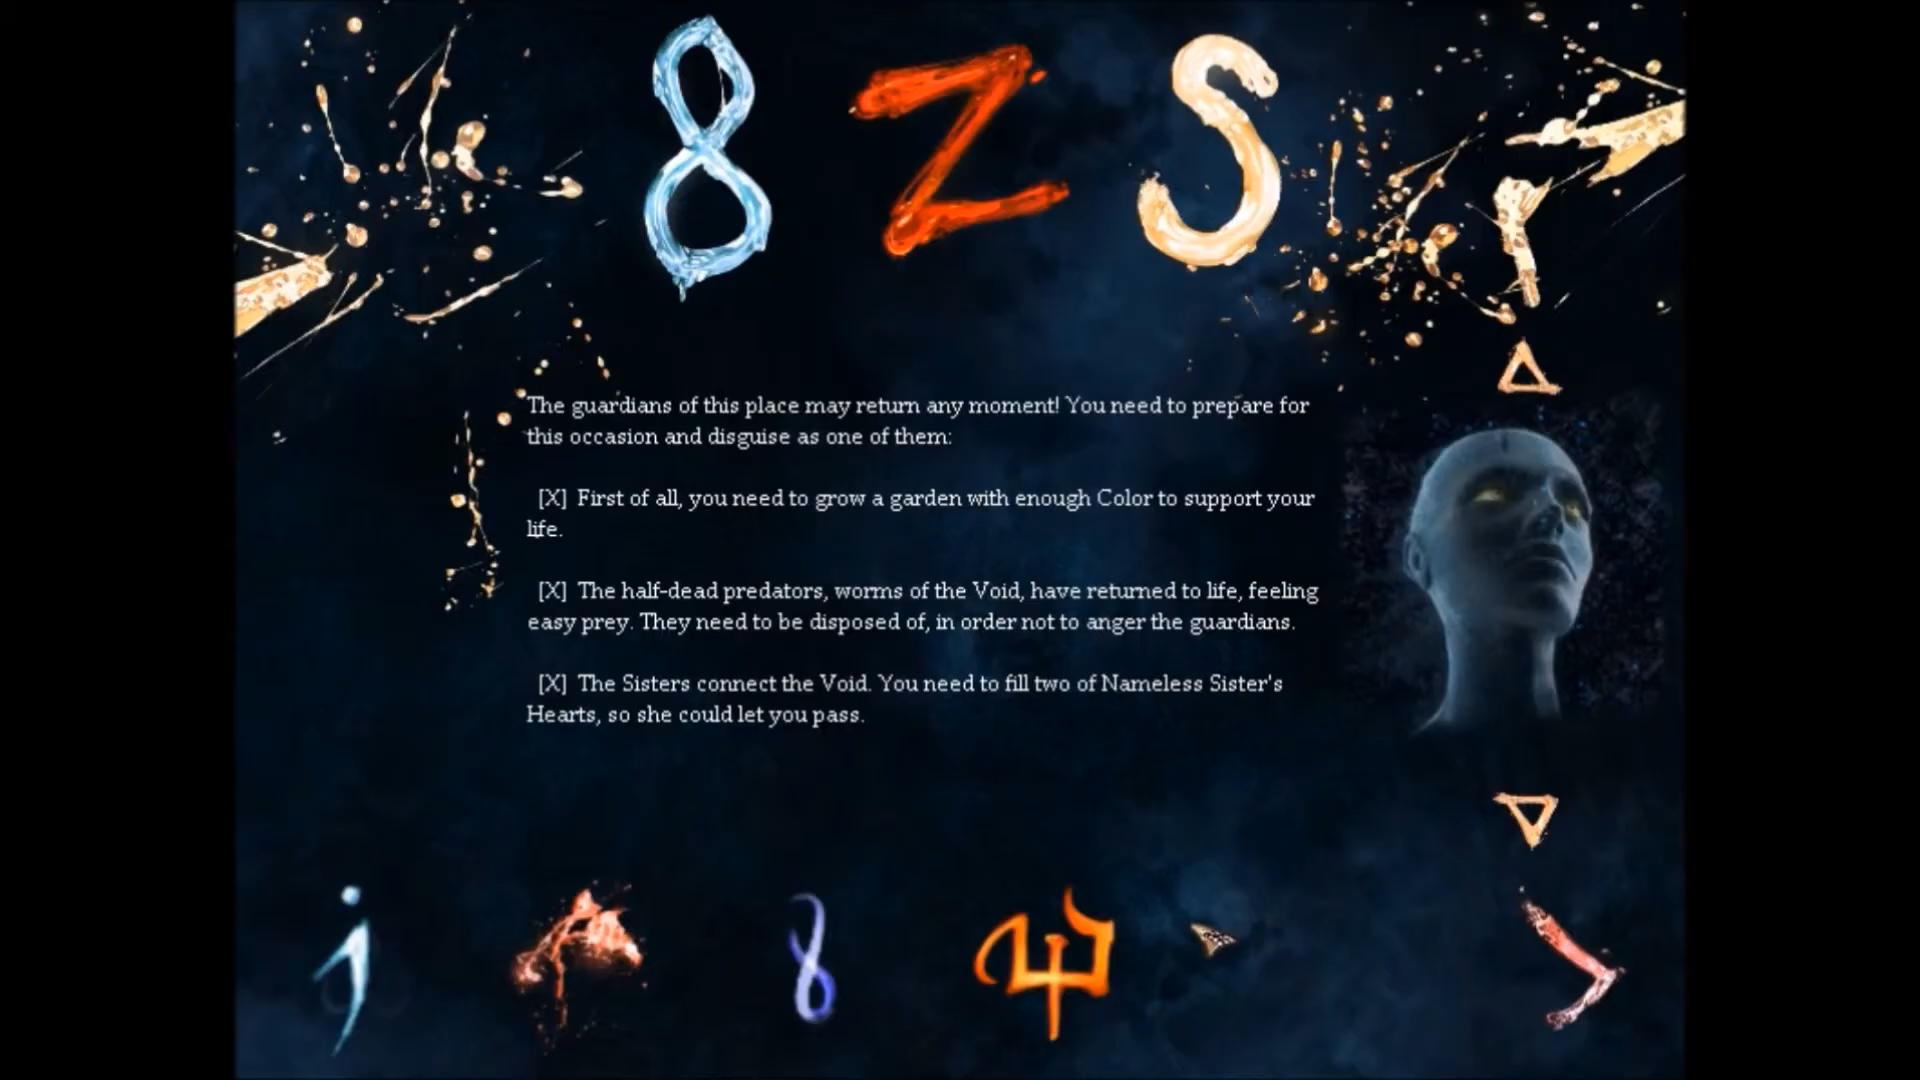 8 Z S
The guardians of this place may return any moment! You need to prepare for
this occasion and disguise as one of them:
[X] First of all, you need to grow a garden with enough Color to support your
life.
[X] The half-dead predators, worms of the Void, have returned to life, feeling
easy prey. They need to be disposed of, in order not to anger the guardians.
[X] The Sisters connect the Void. You need to fill two of Nameless Sister's
Hearts, so she could let you pass.